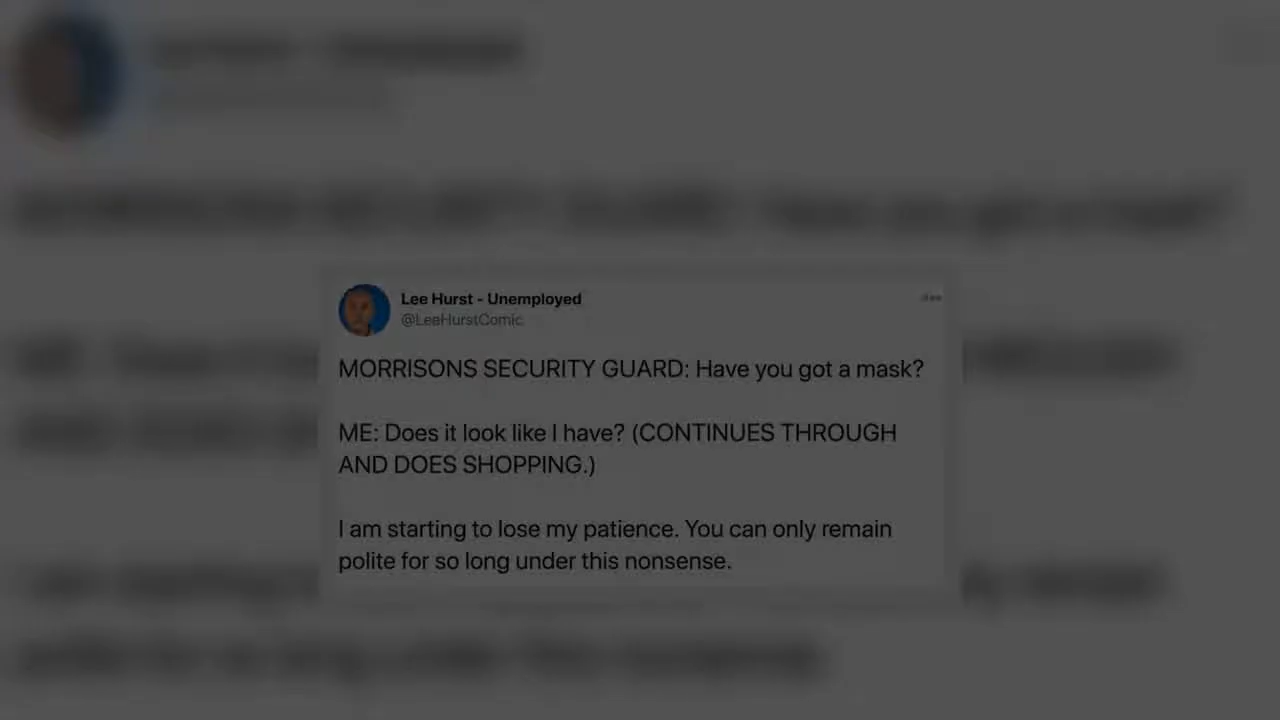 Lee Hurst - Unemployed
@LeeHurstComic
MORRISONS SECURITY GUARD: Have you got a mask?
ME: Does it look like I have? (CONTINUES THROUGH
AND DOES SHOPPING.)
I am starting to lose my patience. You can only remain
polite for so long under this nonsense.